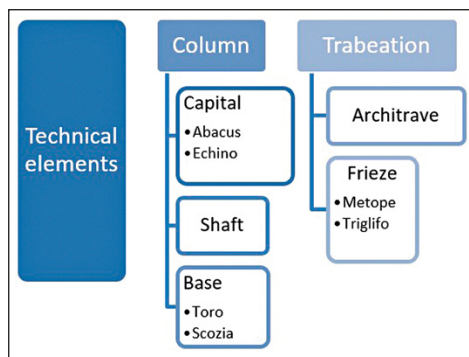 Technical
elements
Column
Capital
• Abacus
• Echino
Shaft
Base
• Toro
• Scozia
Trabeation
Architrave
Frieze
• Metope
• Triglifo